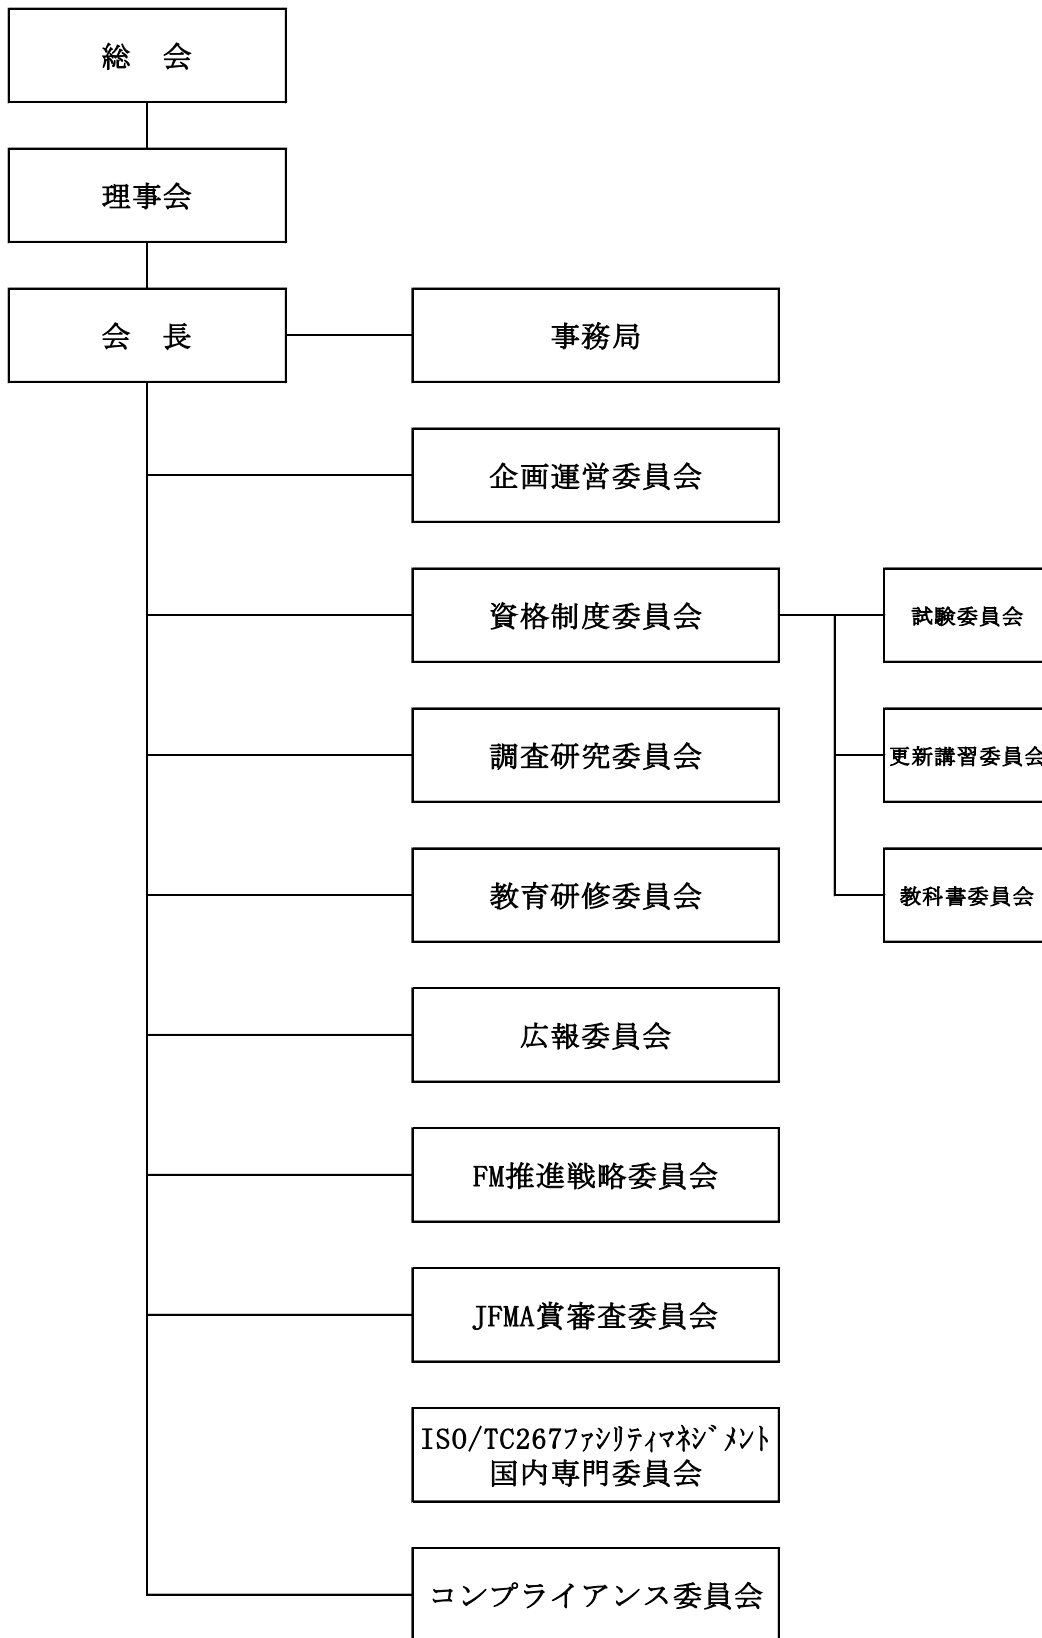 総　会
理事会
会　長
事務局
企画運営委員会
資格制度委員会
試験委員会
調査研究委員会
更新講習委員会
教育研修委員会
教科書委員会
広報委員会
FM推進戦略委員会
JFMA賞審査委員会
ISO/TC267ﾌｧｼﾘﾃｨﾏﾈｼﾞﾒﾝﾄ
国内専門委員会
コンプライアンス委員会